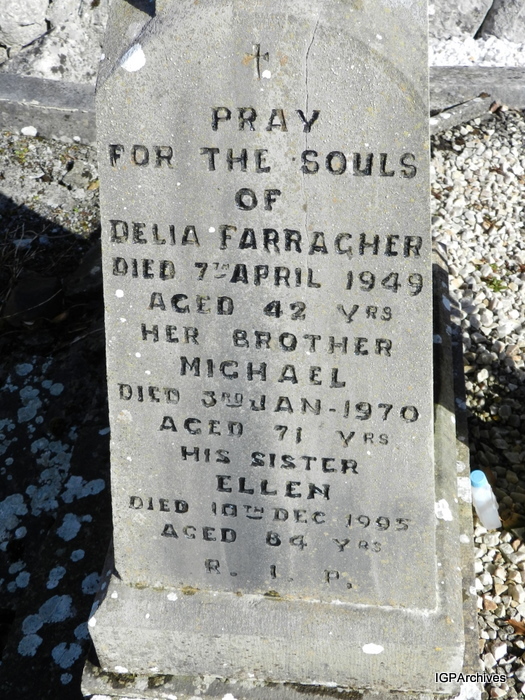 PRAY
FOR THE SOULS
OF
DELIA FARRAGHER
DIED 7TH APRIL 1949
AGED 42 YRS
HER BROTHER
MICHAEL
DIED 3RD JAN-1970
AGED 71 YRS
HIS SISTER
ELLEN
DIED 18TH DEC 1995
AGED 84 YRS
R. I. P.
IGPArchives